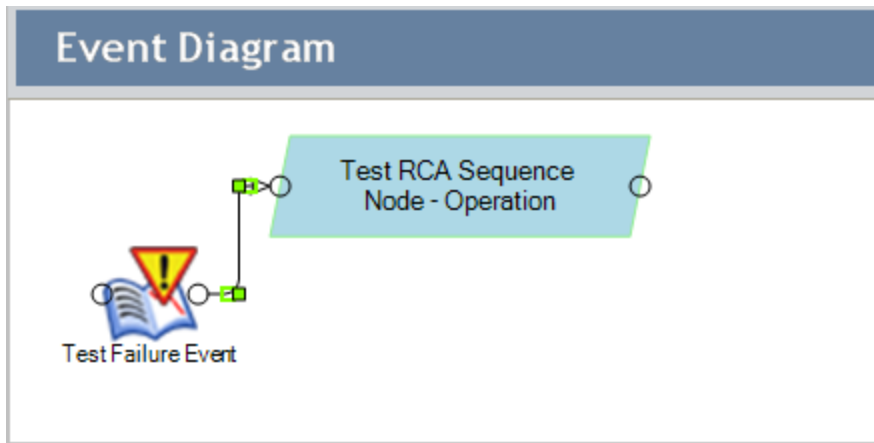 Event Diagram
Test RCA Sequence
Node - Operation
Test Failure Event